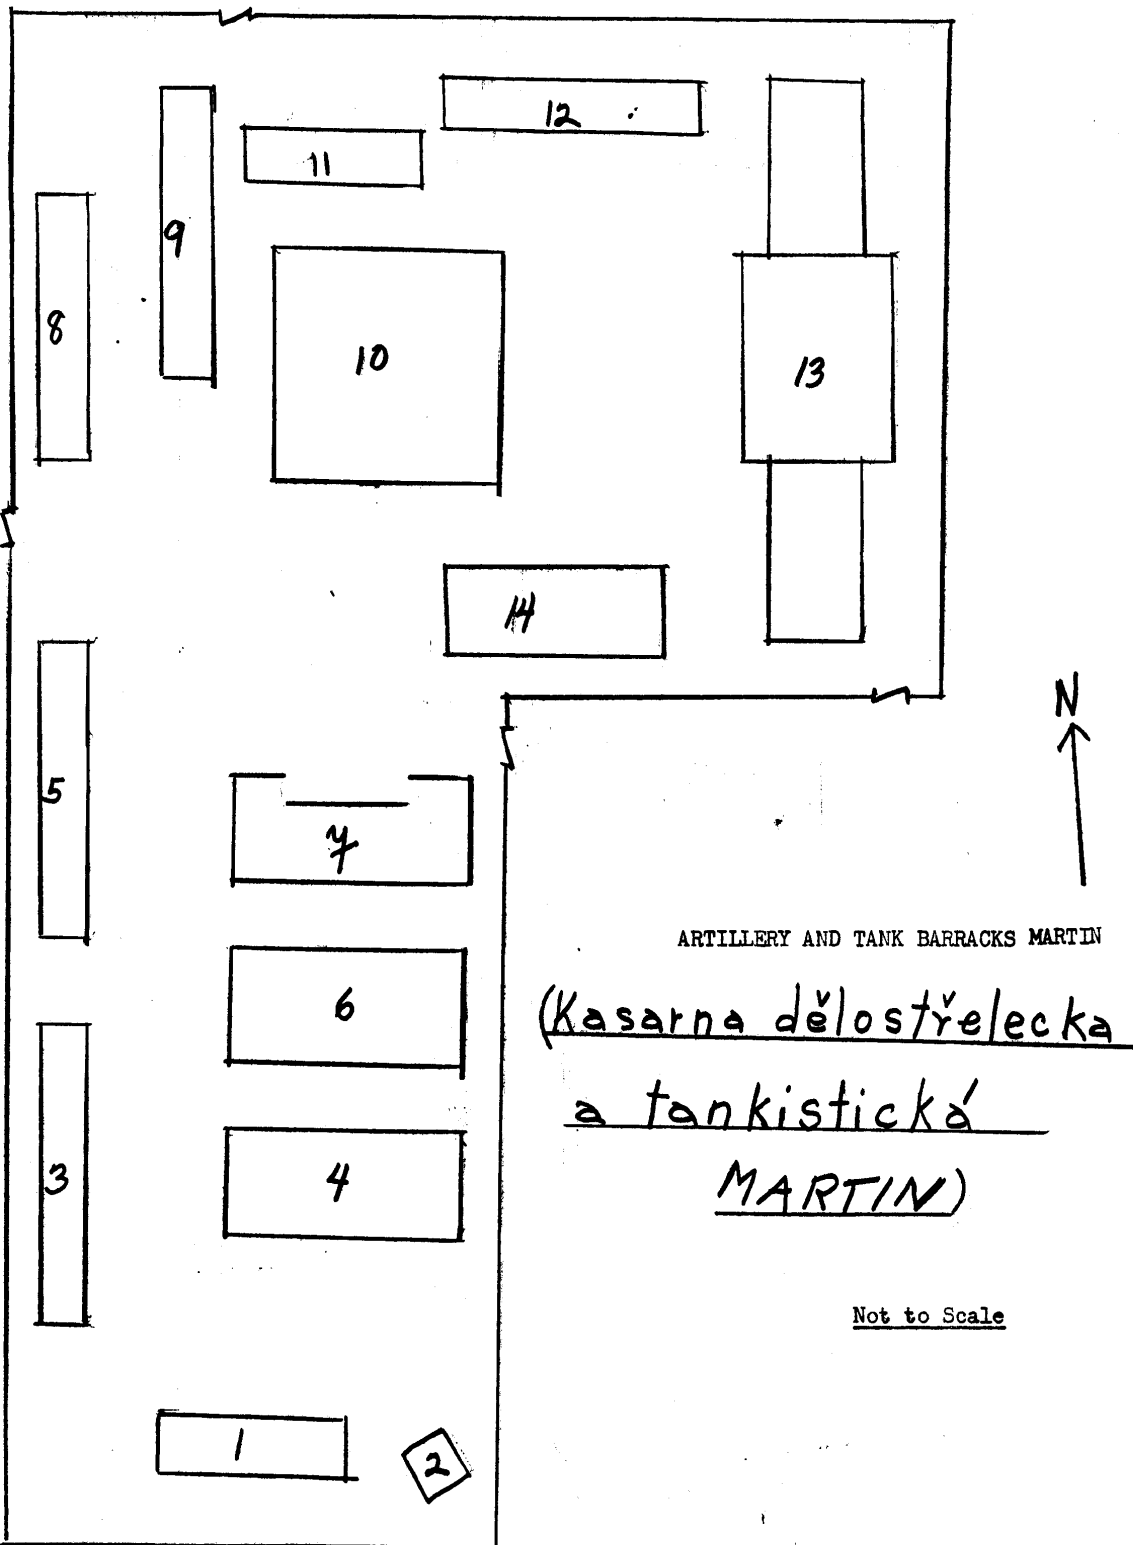 12
11
9
8
10
13
14
N
5
7
ARTILLERY AND TANK BARRACKS MARTIN
6
(Kasarna dělostřelecka
a tankistická
3
4
MARTIN)
Not to Scale
1
2